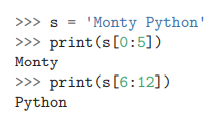 >>> s = 'Monty Python'
>>> print(s[0:5])
Monty
>>> print(s[6:12])
Python